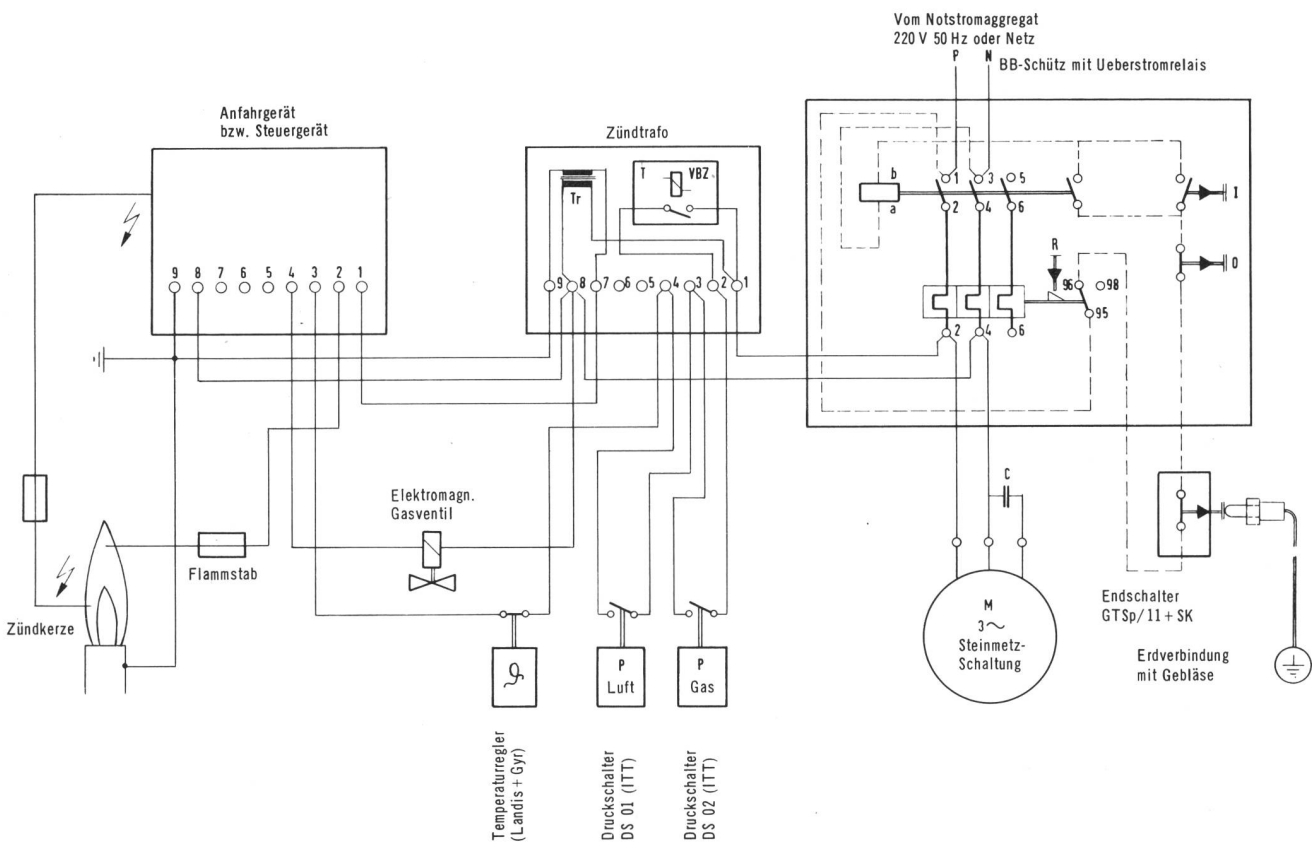 Vom Notstromaggregat
220 V 50 Hz oder Netz
P N
BB-Schütz mit Ueberstromrelais
Anfahrgerät
bzw. Steuergerät
Zündtrafo
T VBZ
Tr
b
a
1 3 5
2 4 6
I
O
R
96 98
95
9 8 7 6 5 4 3 2 1
9 8 7 6 5 4 3 2 1
2 4 6
C
Elektromagn.
Gasventil
Flammstab
Zündkerze
M
3~
Steinmetz-
Schaltung
Endschalter
GTSp/11+SK
Erdverbindung
mit Gebläse
ϑ
P
Luft
P
Gas
Temperaturregler
(Landis + Gyr)
Druckschalter
DS 01 (ITT)
Druckschalter
DS 02 (ITT)